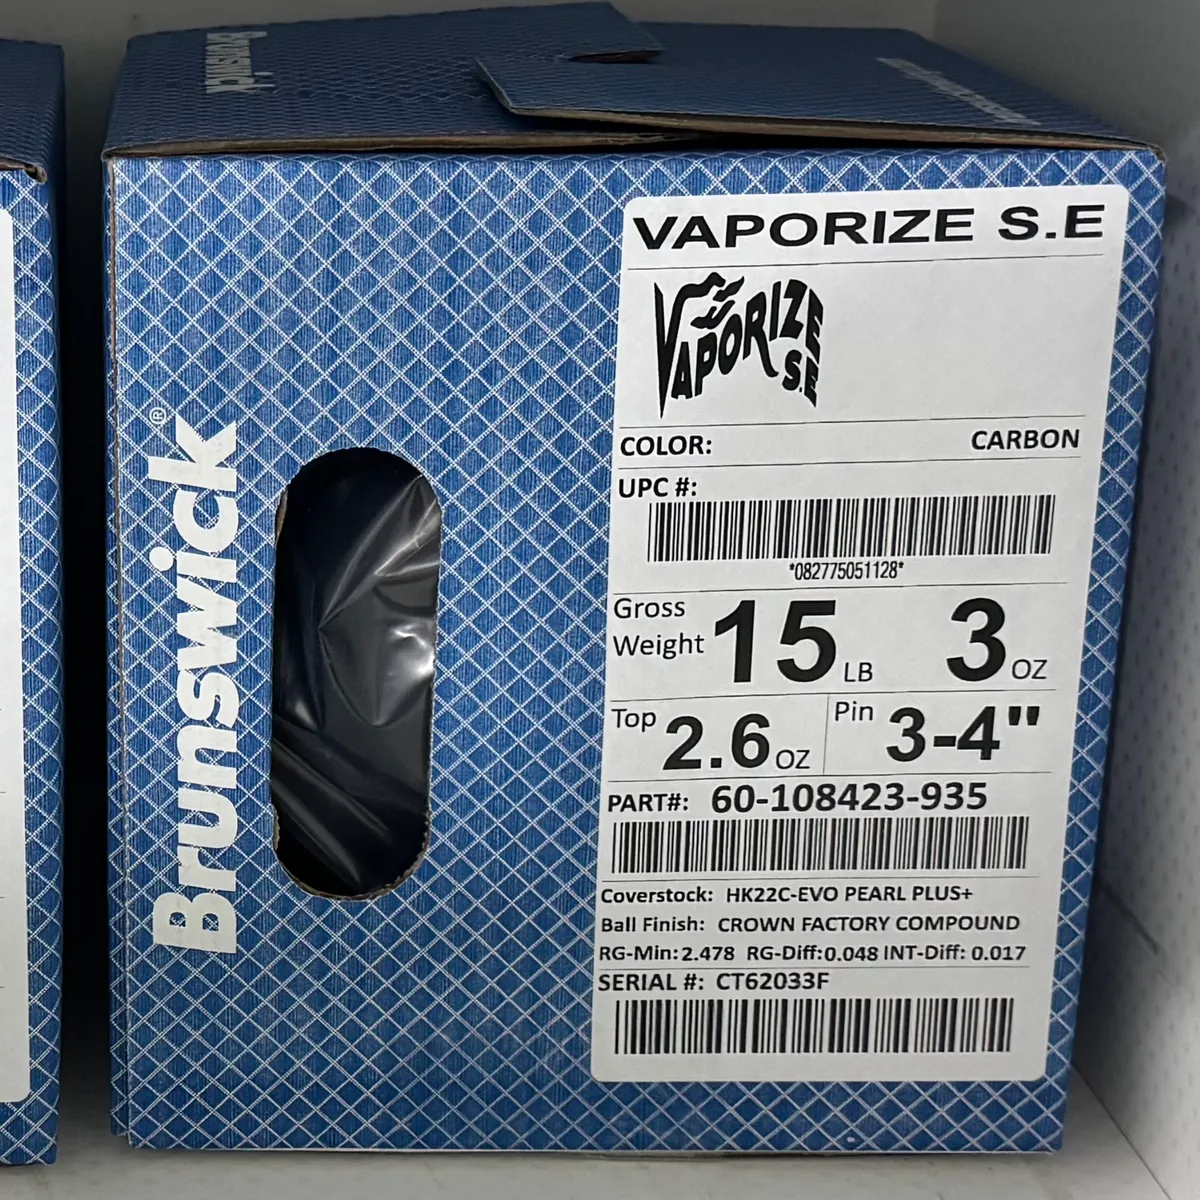 Brunswick
VAPORIZE S.E
VAPORIZE
S.E
COLOR: CARBON
UPC #:
*082775051128*
Gross
Weight 15 LB 3 OZ
Top 2.6 OZ Pin 3-4"
PART#: 60-108423-935
Coverstock: HK22C-EVO PEARL PLUS+
Ball Finish: CROWN FACTORY COMPOUND
RG-Min: 2.478 RG-Diff: 0.048 INT-Diff: 0.017
SERIAL #: CT62033F
Brunswick®